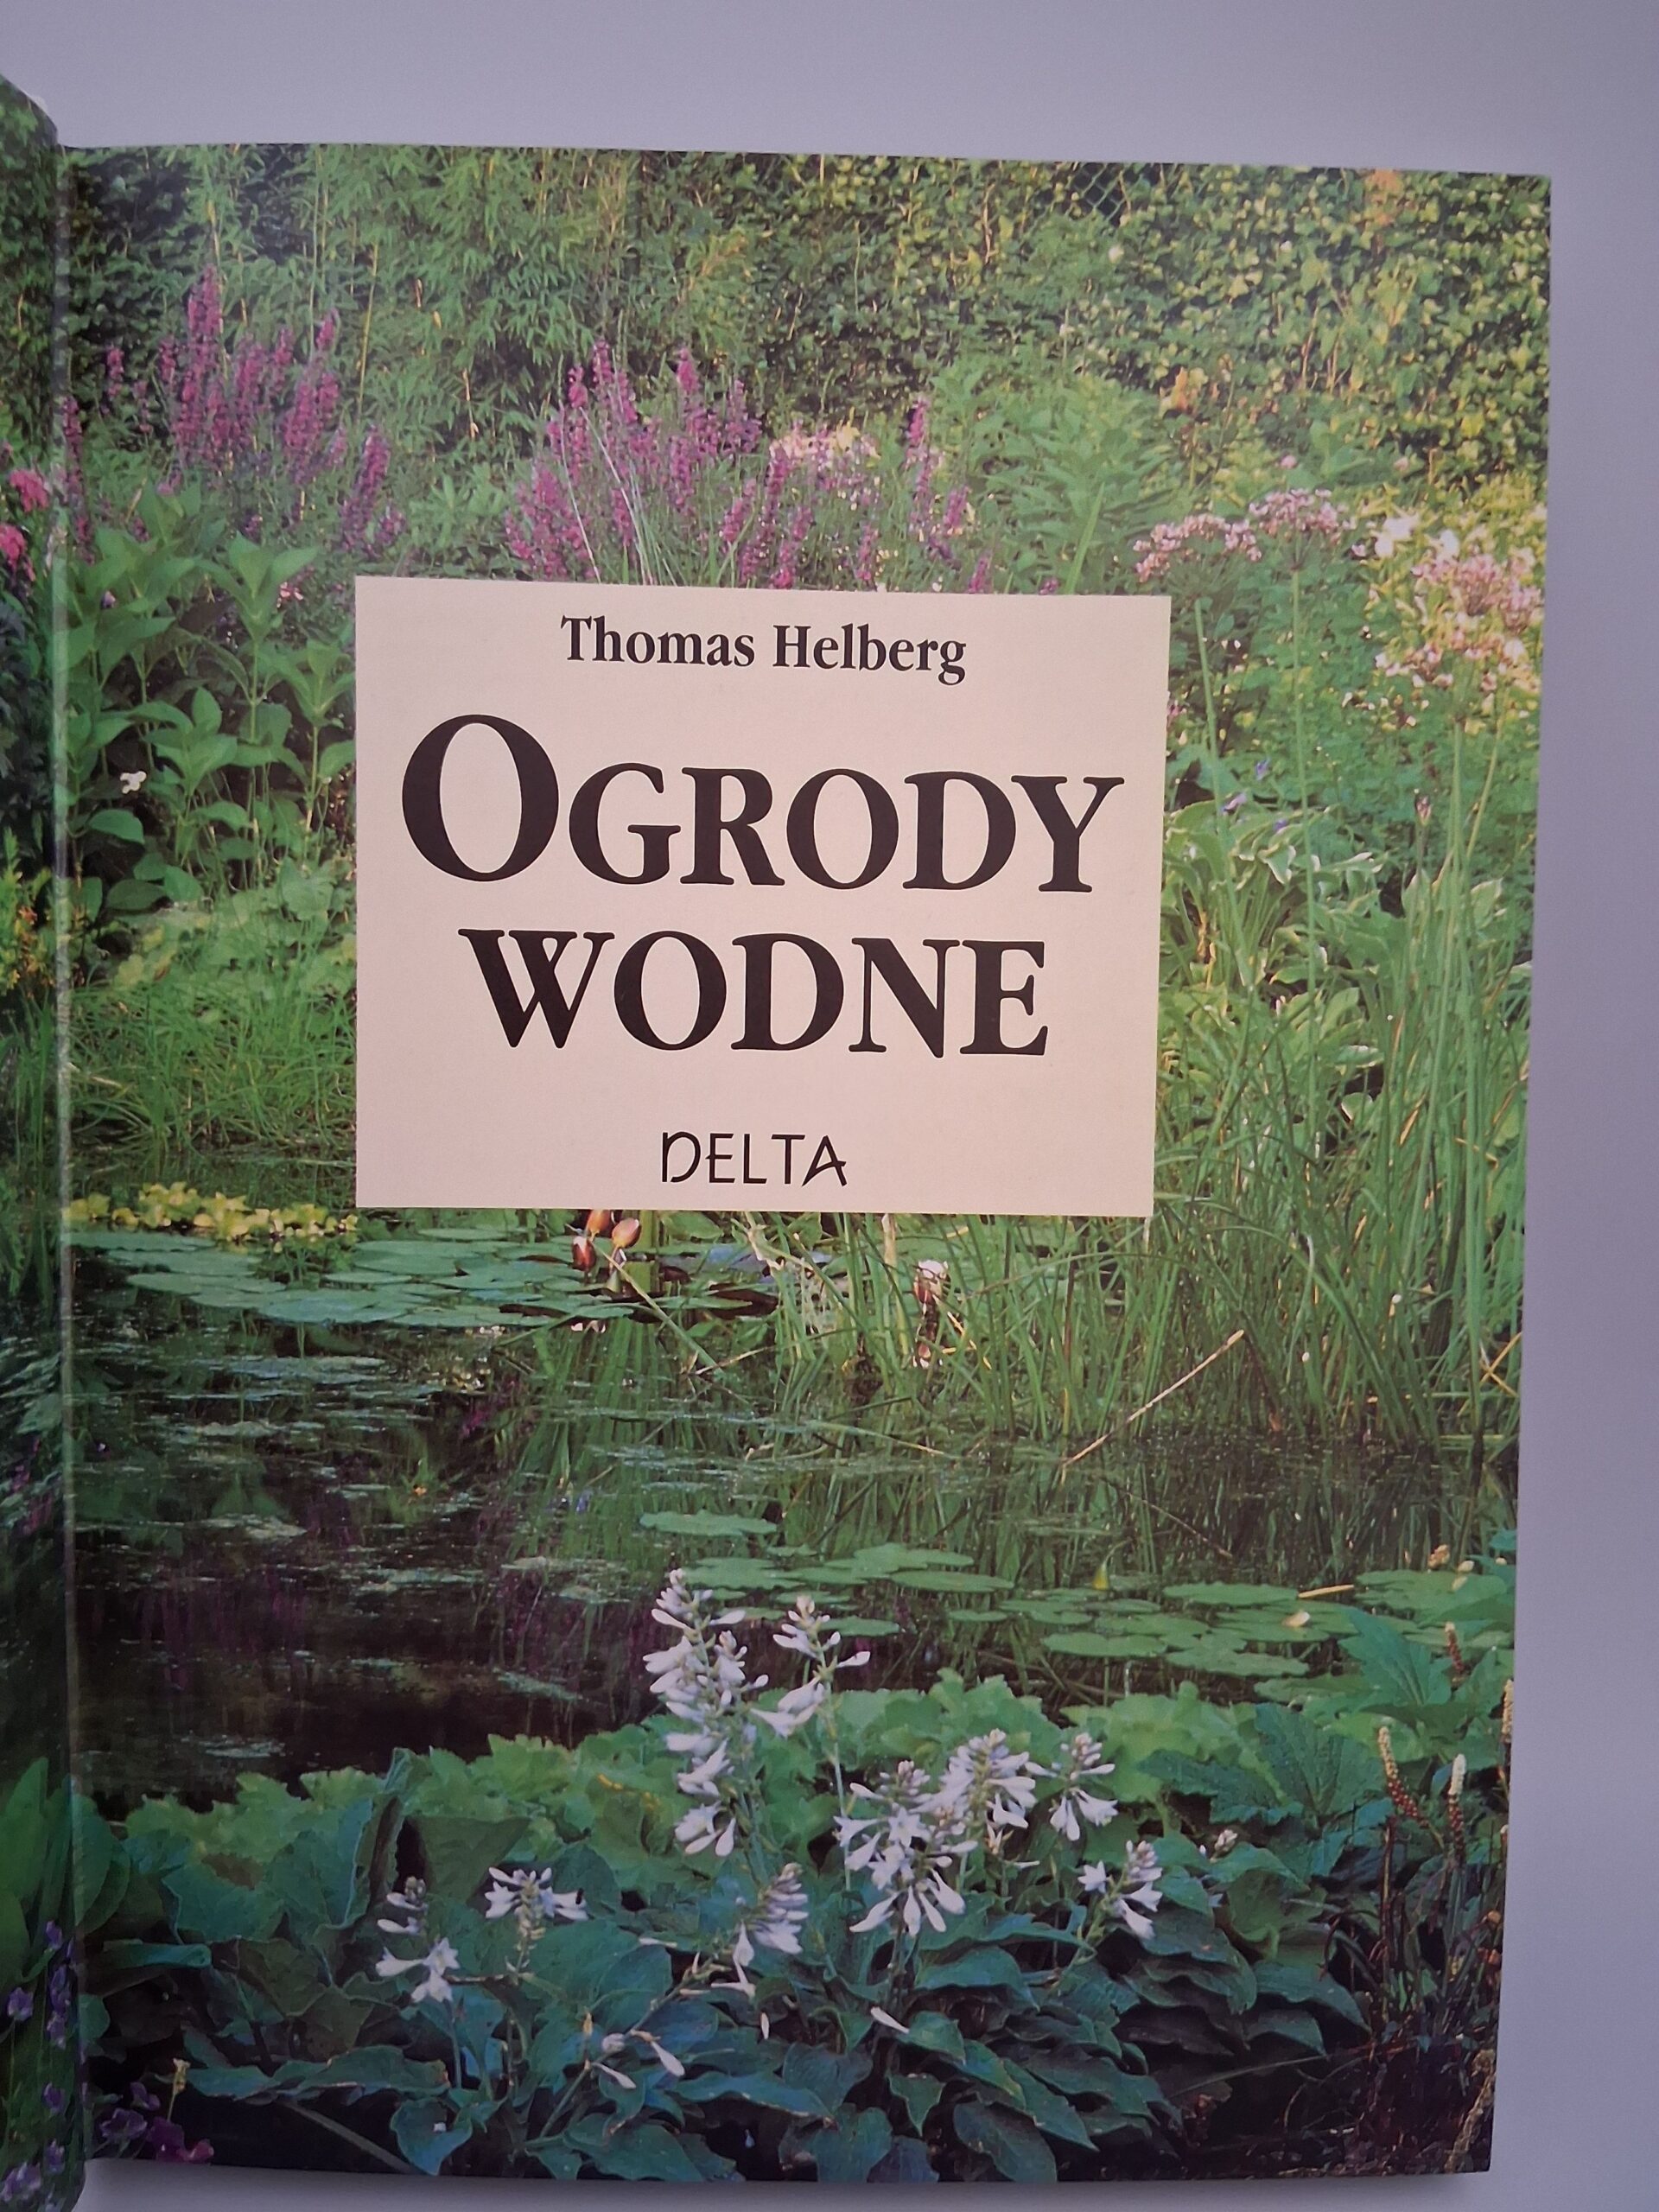 Thomas Helberg
OGRODY
WODNE
DELTA